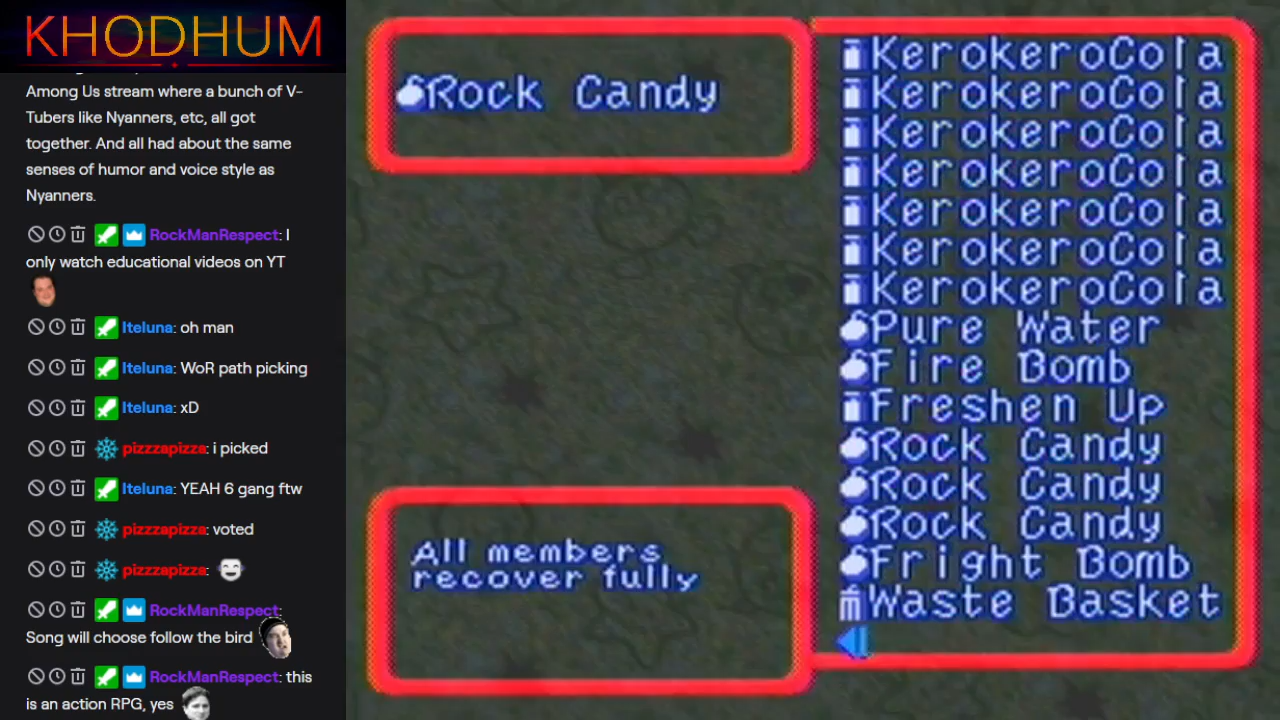 KHODHUM
Among Us stream where a bunch of V-
Tubers like Nyanners, etc, all got
together. And all had about the same
senses of humor and voice style as
Nyanners.
RockManRespect: I
only watch educational videos on YT
Iteluna: oh man
Iteluna: WoR path picking
Iteluna: xD
pizzzapizza: i picked
Iteluna: YEAH 6 gang ftw
pizzzapizza: voted
pizzzapizza:
RockManRespect:
Song will choose follow the bird
RockManRespect: this
is an action RPG, yes
Rock Candy
All members
recover fully
KerokeroCola
KerokeroCola
KerokeroCola
KerokeroCola
KerokeroCola
KerokeroCola
KerokeroCola
Pure Water
Fire Bomb
Freshen Up
Rock Candy
Rock Candy
Rock Candy
Fright Bomb
Waste Basket